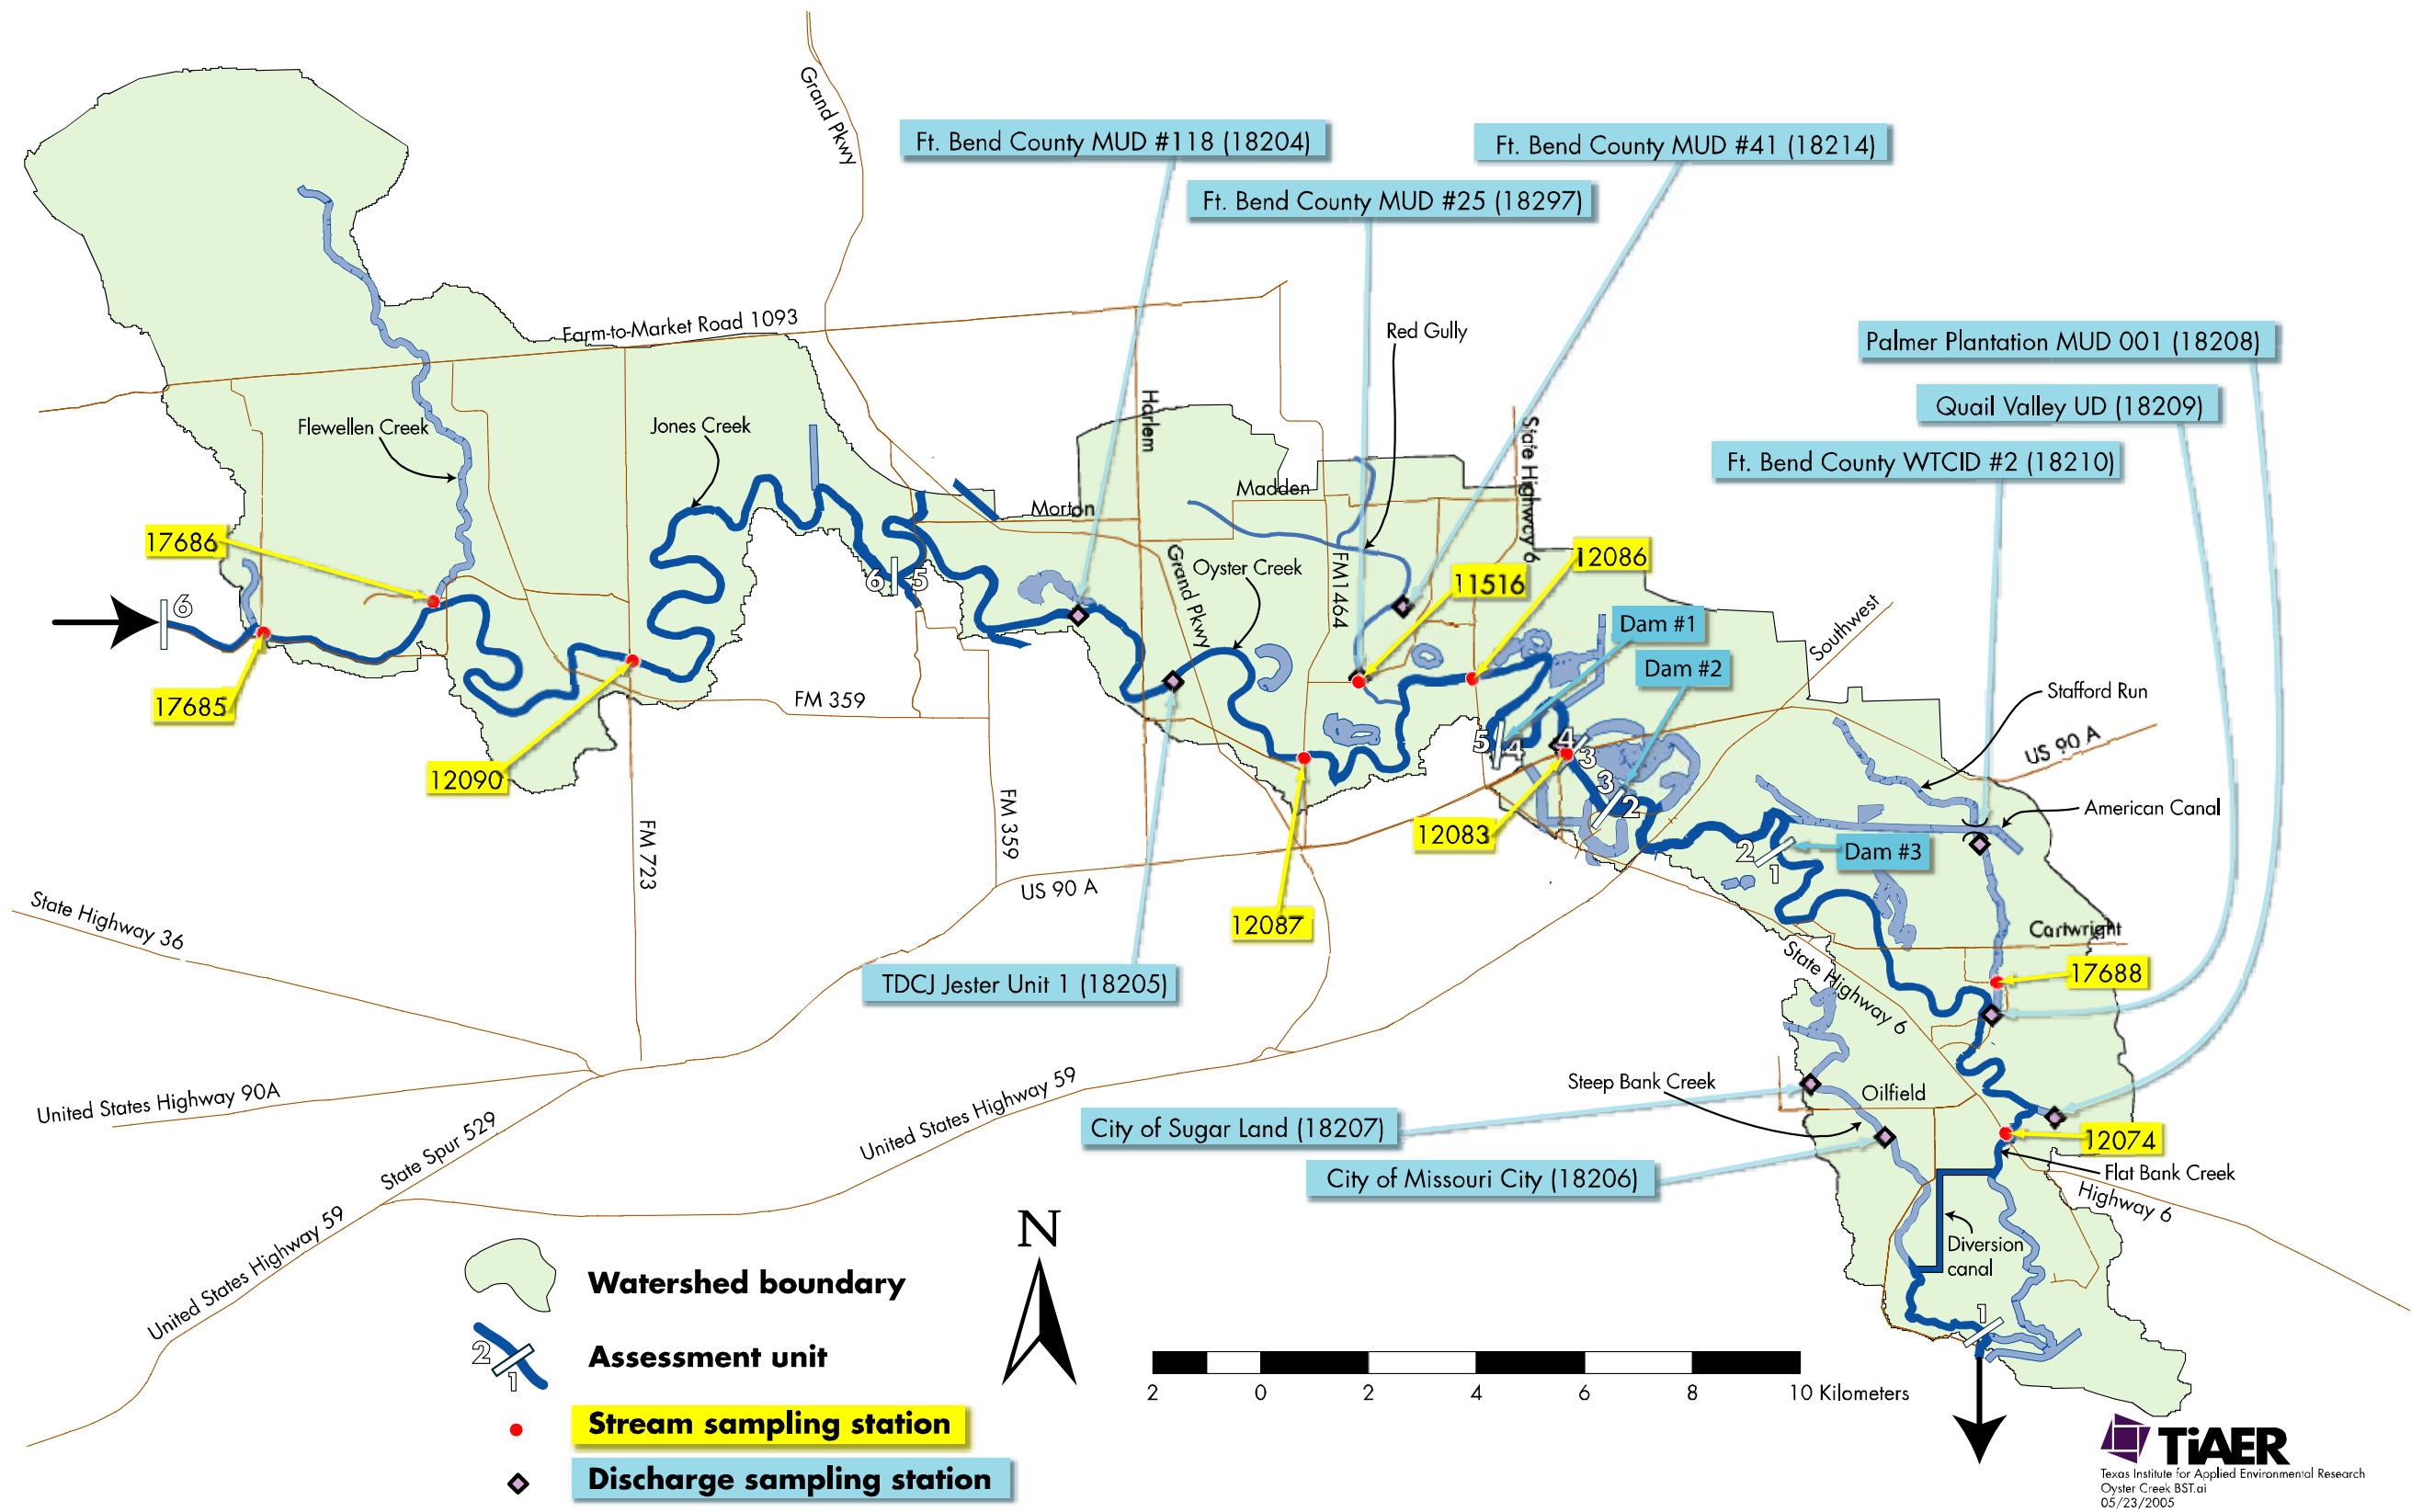 Grand Pkwy
Ft. Bend County MUD #118 (18204)
Ft. Bend County MUD #41 (18214)
Ft. Bend County MUD #25 (18297)
Farm-to-Market Road 1093
Red Gully
Palmer Plantation MUD 001 (18208)
Quail Valley UD (18209)
Ft. Bend County WTCID #2 (18210)
Flewellen Creek
Jones Creek
Harlem
State Highway 6
Madden
Morton
17686
12086
11516
Grand Pkwy
Oyster Creek
FM1464
6
5
6
Dam #1
Southwest
Dam #2
17685
FM 359
Stafford Run
US 90 A
5
4
4
3
3
2
12090
American Canal
12083
Dam #3
2
1
FM 723
FM 359
US 90 A
12087
State Highway 36
Cartwright
17688
State Highway 6
TDCJ Jester Unit 1 (18205)
United States Highway 90A
United States Highway 59
Steep Bank Creek
Oilfield
City of Sugar Land (18207)
12074
State Spur 529
City of Missouri City (18206)
Flat Bank Creek
Highway 6
United States Highway 59
N
Diversion
canal
Watershed boundary
1
2
1
Assessment unit
2 0 2 4 6 8 10 Kilometers
Stream sampling station
Discharge sampling station
TiAER
Texas Institute for Applied Environmental Research
Oyster Creek BST.ai
05/23/2005